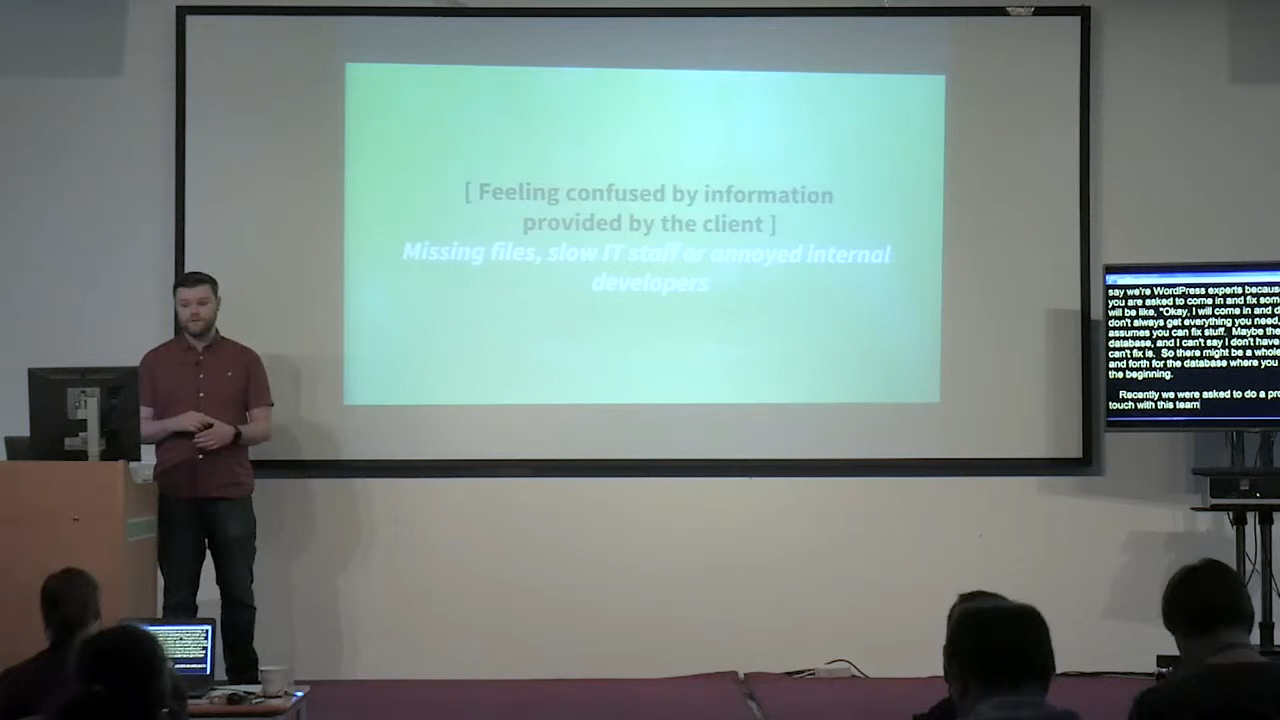 [ Feeling confused by information
provided by the client ]
Missing files, slow IT staff or annoyed internal
developers
say we're WordPress experts becaus
you are asked to come in and fix som
will be like, "Okay, I will come in and d
don't always get everything you need,
assumes you can fix stuff. Maybe the
database, and I can't say I don't have
can't fix is. So there might be a whole
and forth for the database where you
the beginning.
Recently we were asked to do a pro
touch with this team